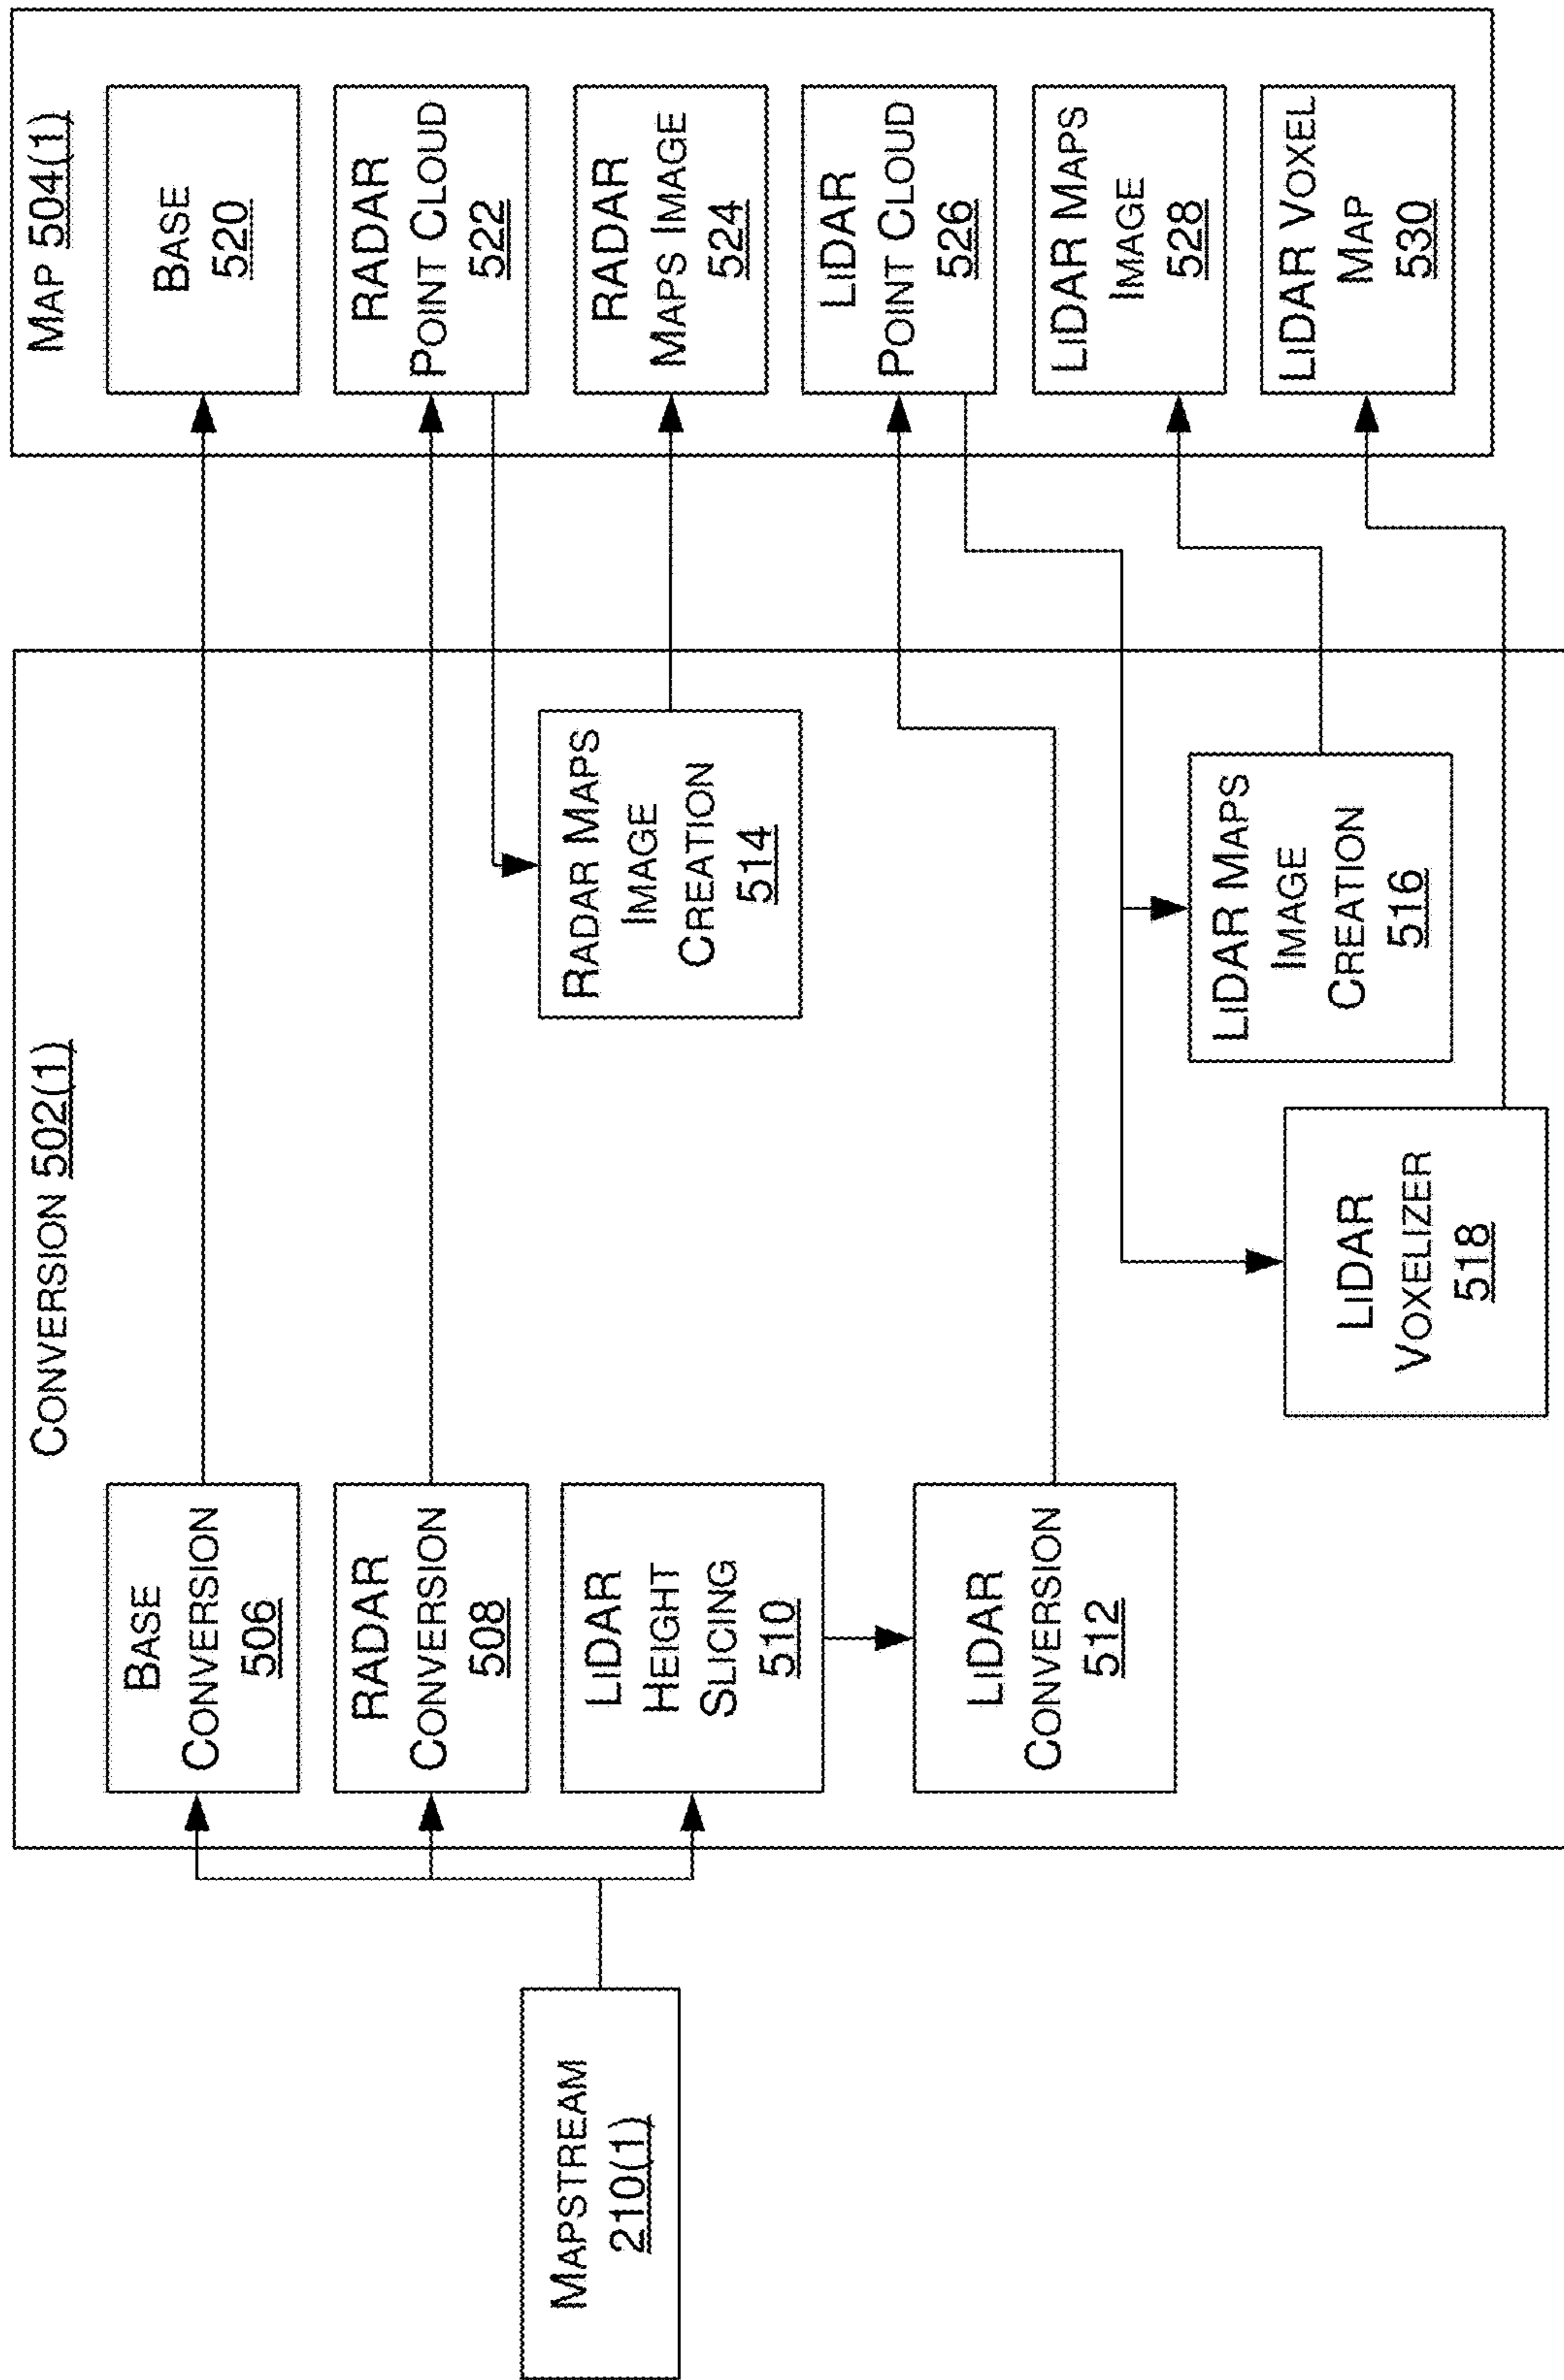 MAPSTREAM
210(1)
CONVERSION 502(1)
BASE
CONVERSION
506
RADAR
CONVERSION
508
LIDAR
HEIGHT
SLICING
510
LIDAR
CONVERSION
512
RADAR MAPS
IMAGE
CREATION
514
LIDAR MAPS
IMAGE
CREATION
516
LIDAR
VOXELIZER
518
MAP 504(1)
BASE
520
RADAR
POINT CLOUD
522
RADAR
MAPS IMAGE
524
LIDAR
POINT CLOUD
526
LIDAR MAPS
IMAGE
528
LIDAR VOXEL
MAP
530